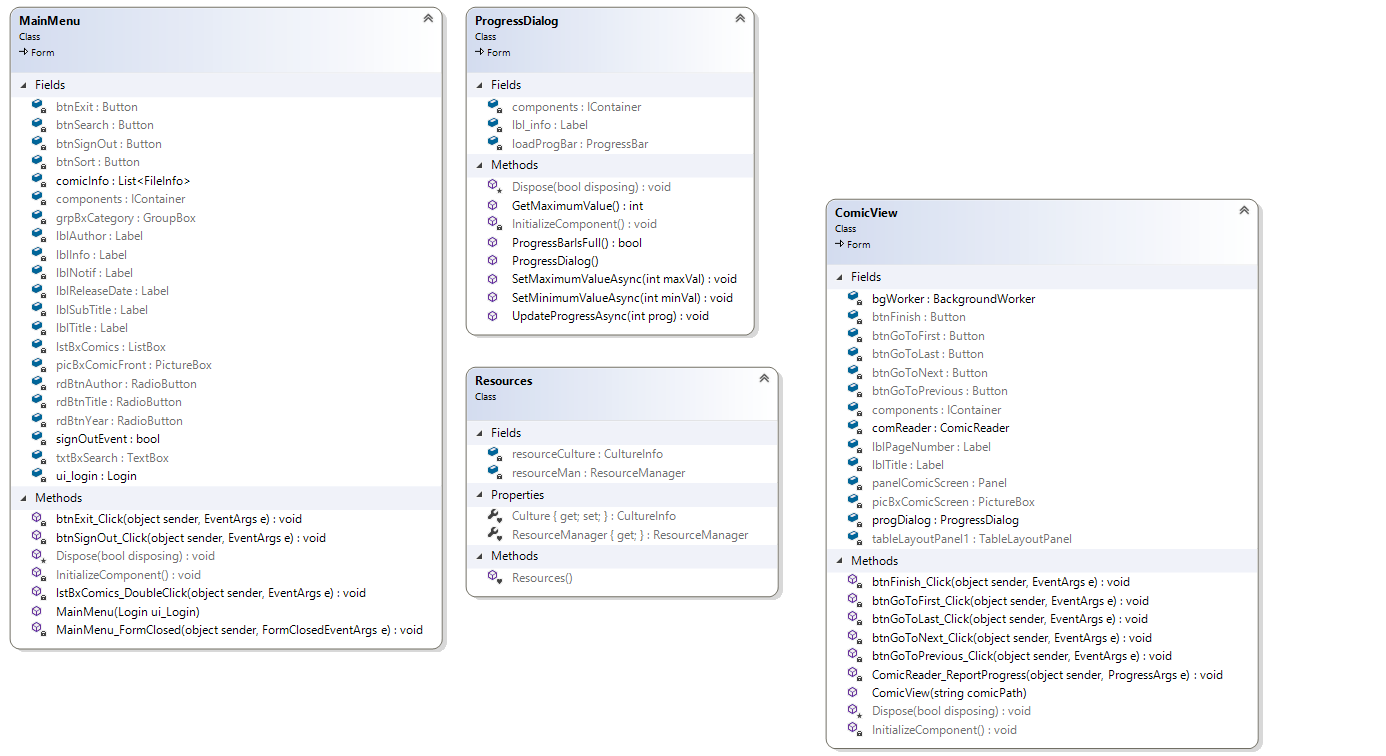 MainMenu
Class
Form
Fields
btnExit : Button
btnSearch : Button
btnSignOut : Button
btnSort : Button
comicInfo : List<FileInfo>
components : IContainer
grpBxCategory : GroupBox
lblAuthor : Label
lblInfo : Label
lblNotif : Label
lblReleaseDate : Label
lblSubTitle : Label
lblTitle : Label
lstBxComics : ListBox
picBxComicFront : PictureBox
rdBtnAuthor : RadioButton
rdBtnTitle : RadioButton
rdBtnYear : RadioButton
signOutEvent : bool
txtBxSearch : TextBox
ui_login : Login
Methods
btnExit_Click(object sender, EventArgs e) : void
btnSignOut_Click(object sender, EventArgs e) : void
Dispose(bool disposing) : void
InitializeComponent() : void
lstBxComics_DoubleClick(object sender, EventArgs e) : void
MainMenu(Login ui_Login)
MainMenu_FormClosed(object sender, FormClosedEventArgs e) : void
ProgressDialog
Class
Form
Fields
components : IContainer
lbl_info : Label
loadProgBar : ProgressBar
Methods
Dispose(bool disposing) : void
GetMaximumValue() : int
InitializeComponent() : void
ProgressBarIsFull() : bool
ProgressDialog()
SetMaximumValueAsync(int maxVal) : void
SetMinimumValueAsync(int minVal) : void
UpdateProgressAsync(int prog) : void
Resources
Class
Fields
resourceCulture : CultureInfo
resourceMan : ResourceManager
Properties
Culture { get; set; } : CultureInfo
ResourceManager { get; } : ResourceManager
Methods
Resources()
ComicView
Class
Form
Fields
bgWorker : BackgroundWorker
btnFinish : Button
btnGoToFirst : Button
btnGoToLast : Button
btnGoToNext : Button
btnGoToPrevious : Button
components : IContainer
comReader : ComicReader
lblPageNumber : Label
lblTitle : Label
panelComicScreen : Panel
picBxComicScreen : PictureBox
progDialog : ProgressDialog
tableLayoutPanel1 : TableLayoutPanel
Methods
btnFinish_Click(object sender, EventArgs e) : void
btnGoToFirst_Click(object sender, EventArgs e) : void
btnGoToLast_Click(object sender, EventArgs e) : void
btnGoToNext_Click(object sender, EventArgs e) : void
btnGoToPrevious_Click(object sender, EventArgs e) : void
ComicReader_ReportProgress(object sender, ProgressArgs e) : void
ComicView(string comicPath)
Dispose(bool disposing) : void
InitializeComponent() : void